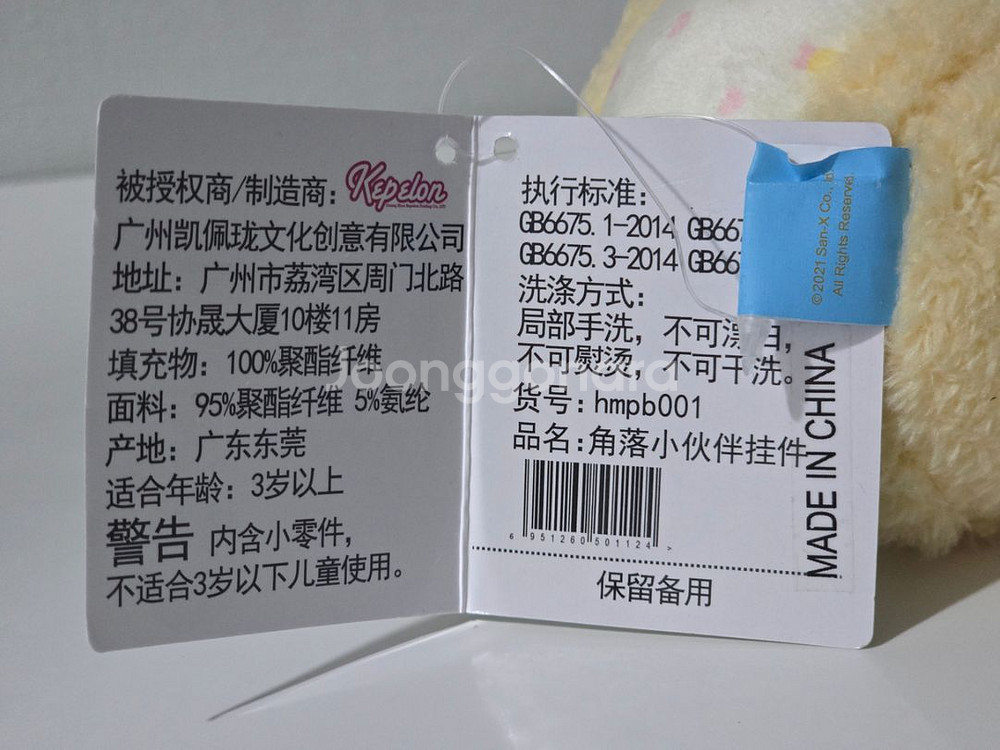 被授权商/制造商：Kepelon
广州凯佩珑文化创意有限公司
地址：广州市荔湾区周门北路
38号协晟大厦10楼11房
填充物：100%聚酯纤维
面料：95%聚酯纤维 5%氨纶
产地：广东东莞
适合年龄：3岁以上
警告 内含小零件，
不适合3岁以下儿童使用。
执行标准：
GB6675.1-2014 GB667
GB6675.3-2014 GB667
洗涤方式：
局部手洗，不可漂白，
不可熨烫，不可干洗。
货号：hmpb001
品名：角落小伙伴挂件
6 951260 501124 >
保留备用
MADE IN CHINA
©2021 San-X Co.,
All Rights Reserved.
Joonggonara